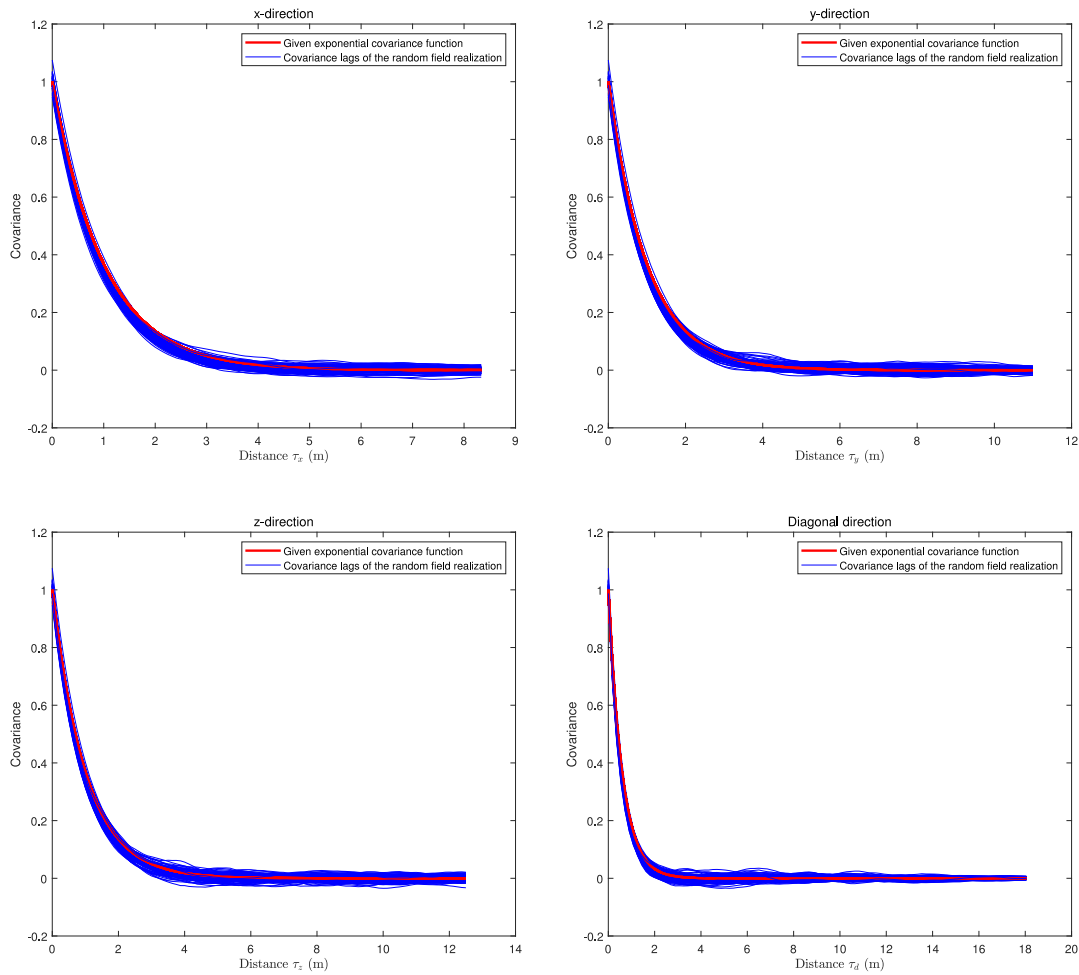 x-direction
1.2
1
0.8
0.6
0.4
0.2
0
-0.2
Covariance
Given exponential covariance function
Covariance lags of the random field realization
0 1 2 3 4 5 6 7 8 9
Distance τₓ (m)
y-direction
1.2
1
0.8
0.6
0.4
0.2
0
-0.2
Covariance
Given exponential covariance function
Covariance lags of the random field realization
0 2 4 6 8 10 12
Distance τ_y (m)
z-direction
1.2
1
0.8
0.6
0.4
0.2
0
-0.2
Covariance
Given exponential covariance function
Covariance lags of the random field realization
0 2 4 6 8 10 12 14
Distance τ_z (m)
Diagonal direction
1.2
1
0.8
0.6
0.4
0.2
0
-0.2
Covariance
Given exponential covariance function
Covariance lags of the random field realization
0 2 4 6 8 10 12 14 16 18 20
Distance τ_d (m)